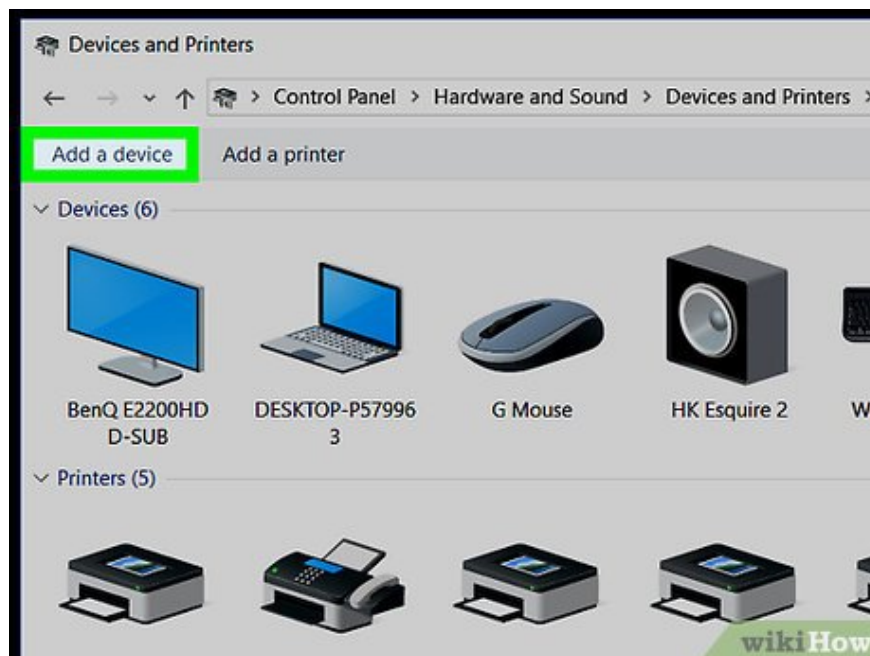 Devices and Printers
Control Panel > Hardware and Sound > Devices and Printers >
Add a device Add a printer
Devices (6)
BenQ E2200HD
D-SUB
DESKTOP-P57996
3
G Mouse
HK Esquire 2
W
Printers (5)
wikiHow